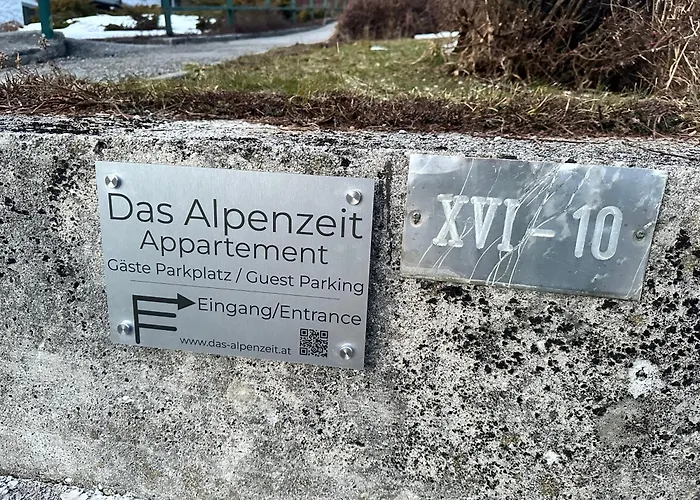 Das Alpenzeit
Appartement
Gäste Parkplatz / Guest Parking
Eingang/Entrance
www.das-alpenzeit.at
XVI - 10